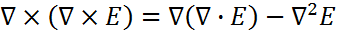 ∇ × (∇ × E) = ∇(∇ · E) − ∇²E